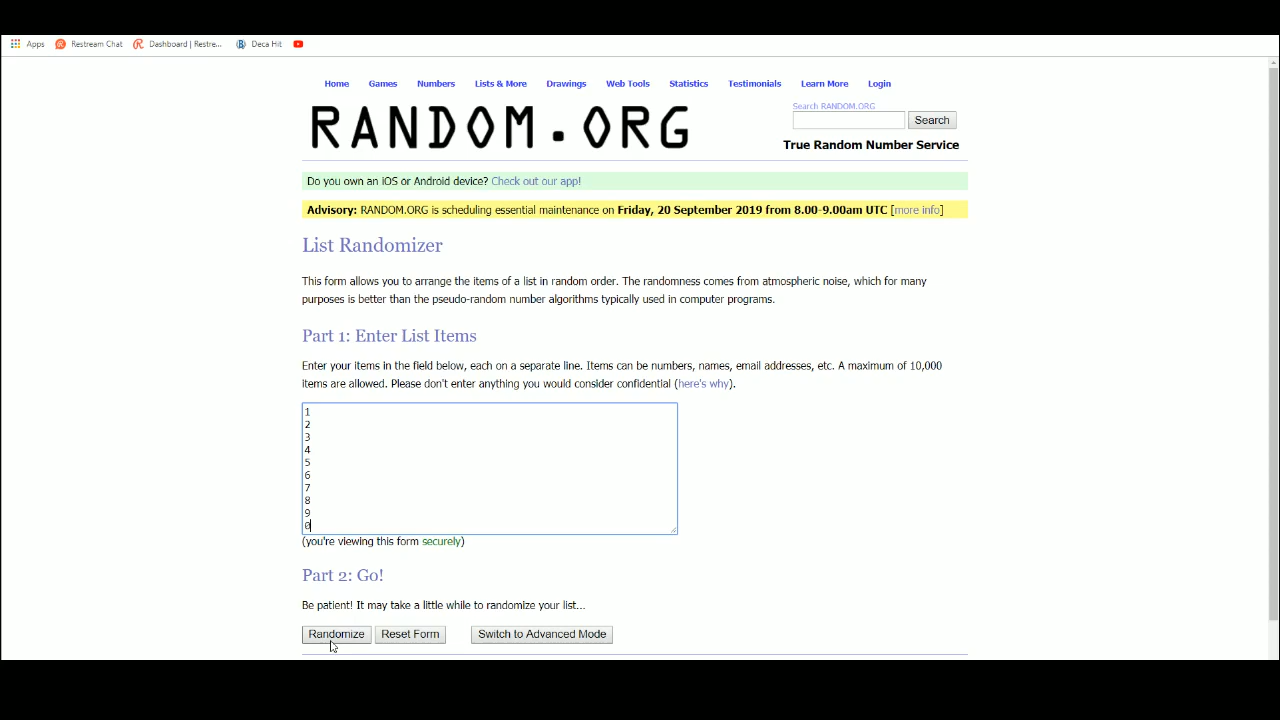 Apps Restream Chat Dashboard | Restre... Deca Hit
Home Games Numbers Lists & More Drawings Web Tools Statistics Testimonials Learn More Login
RANDOM.ORG
Search RANDOM.ORG
Search
True Random Number Service
Do you own an iOS or Android device? Check out our app!
Advisory: RANDOM.ORG is scheduling essential maintenance on Friday, 20 September 2019 from 8.00-9.00am UTC [more info]
List Randomizer
This form allows you to arrange the items of a list in random order. The randomness comes from atmospheric noise, which for many
purposes is better than the pseudo-random number algorithms typically used in computer programs.
Part 1: Enter List Items
Enter your items in the field below, each on a separate line. Items can be numbers, names, email addresses, etc. A maximum of 10,000
items are allowed. Please don't enter anything you would consider confidential (here's why).
1
2
3
4
5
6
7
8
9
0
(you're viewing this form securely)
Part 2: Go!
Be patient! It may take a little while to randomize your list...
Randomize Reset Form Switch to Advanced Mode